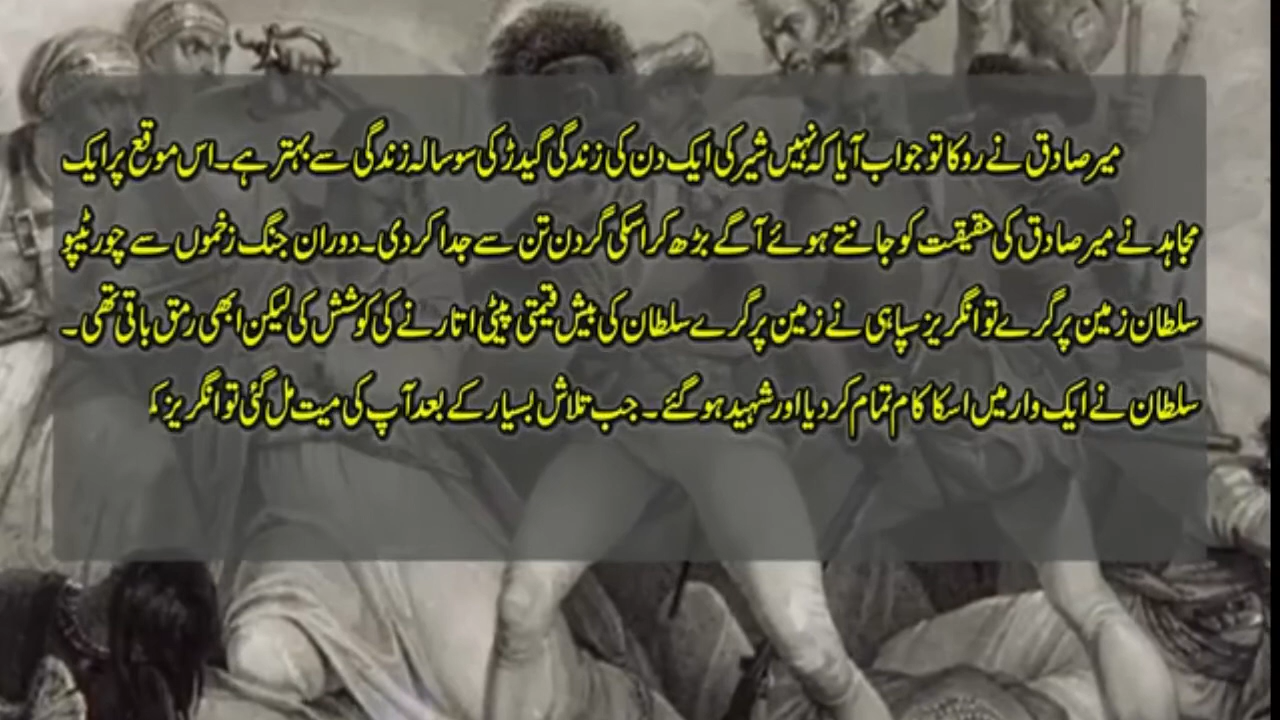 میر صادق نے روکا تو جواب آیا کہ نہیں شیر کی ایک دن کی زندگی گیدڑ کی سو سالہ زندگی سے بہتر ہے۔ اس موقع پر ایک
مجاہد نے میر صادق کی حقیقت کو جانتے ہوئے آگے بڑھ کر اسکی گردن تن سے جدا کر دی۔ دوران جنگ زخموں سے چور ٹیپو
سلطان زمین پر گرے تو انگریز سپاہی نے زمین پر گرے سلطان کی بیش قیمتی پیٹی اتارنے کی کوشش کی لیکن ابھی رمق باقی تھی۔
سلطان نے ایک وار میں اسکا کام تمام کر دیا اور شہید ہو گئے۔ جب تلاش بسیار کے بعد آپ کی میت مل گئی تو انگریز